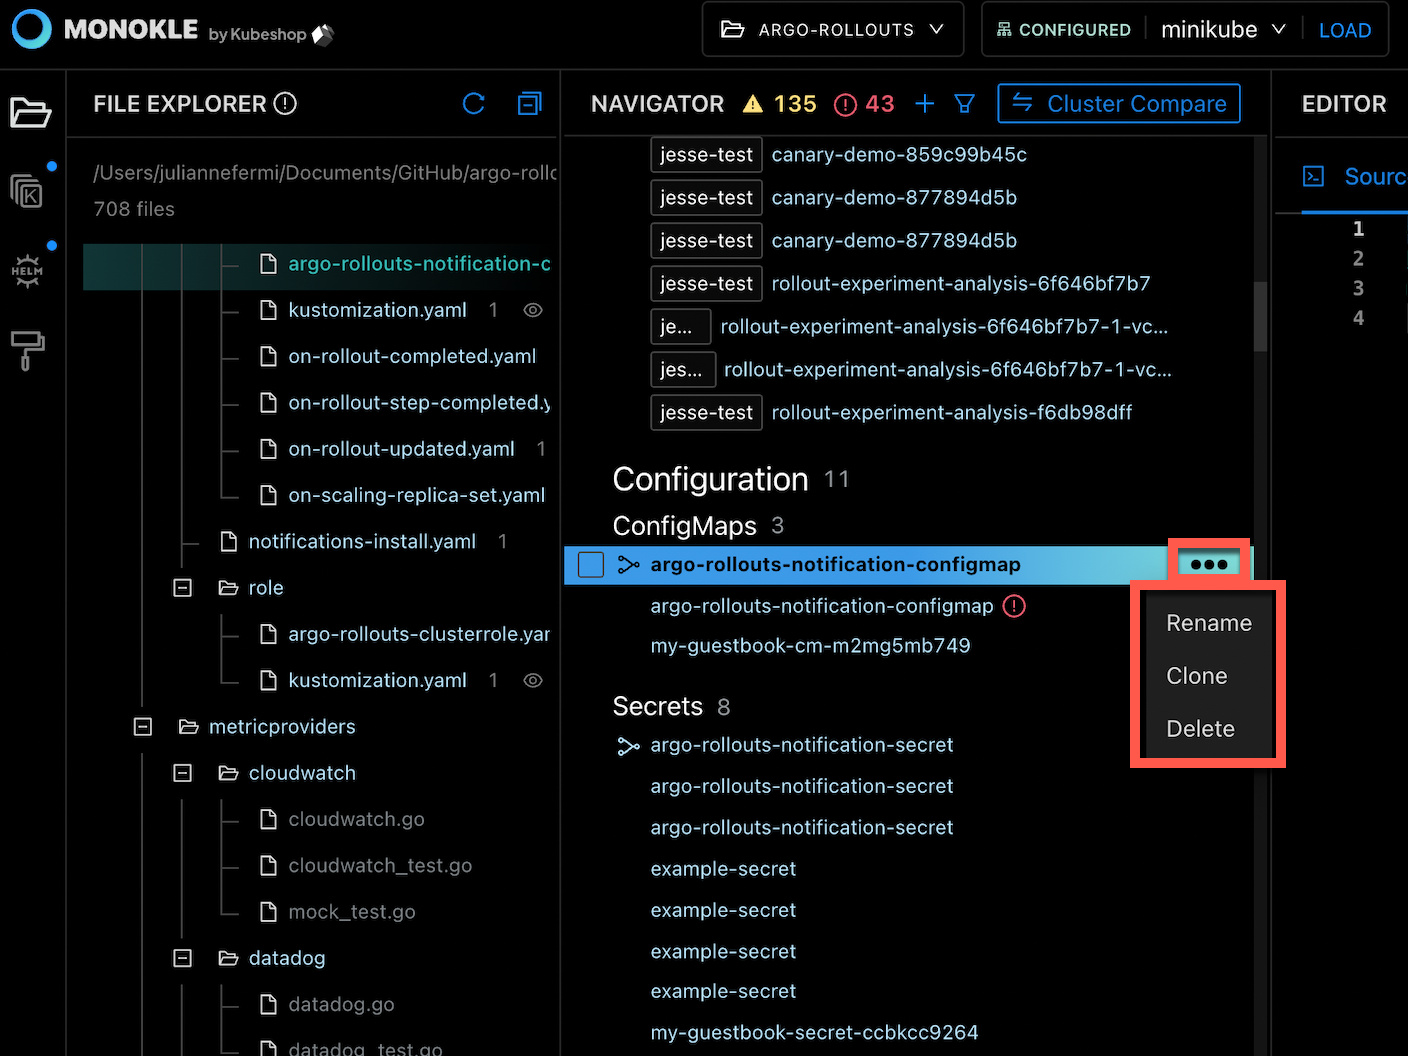 MONOKLE by Kubeshop
ARGO-ROLLOUTS
CONFIGURED minikube LOAD
FILE EXPLORER
/Users/juliannefermi/Documents/GitHub/argo-rollo
708 files
argo-rollouts-notification-c
kustomization.yaml 1
on-rollout-completed.yaml
on-rollout-step-completed.y
on-rollout-updated.yaml 1
on-scaling-replica-set.yaml
notifications-install.yaml 1
role
argo-rollouts-clusterrole.yam
kustomization.yaml 1
metricproviders
cloudwatch
cloudwatch.go
cloudwatch_test.go
mock_test.go
datadog
datadog.go
datadog_test.go
K
HELM
NAVIGATOR 135 43 + Cluster Compare
jesse-test canary-demo-859c99b45c
jesse-test canary-demo-877894d5b
jesse-test canary-demo-877894d5b
jesse-test rollout-experiment-analysis-6f646bf7b7
je... rollout-experiment-analysis-6f646bf7b7-1-vc...
jes... rollout-experiment-analysis-6f646bf7b7-1-vc...
jesse-test rollout-experiment-analysis-f6db98dff
Configuration 11
ConfigMaps 3
argo-rollouts-notification-configmap
argo-rollouts-notification-configmap
my-guestbook-cm-m2mg5mb749
Rename
Clone
Delete
Secrets 8
argo-rollouts-notification-secret
argo-rollouts-notification-secret
argo-rollouts-notification-secret
example-secret
example-secret
example-secret
example-secret
my-guestbook-secret-ccbkcc9264
EDITOR
Sourc
1
2
3
4